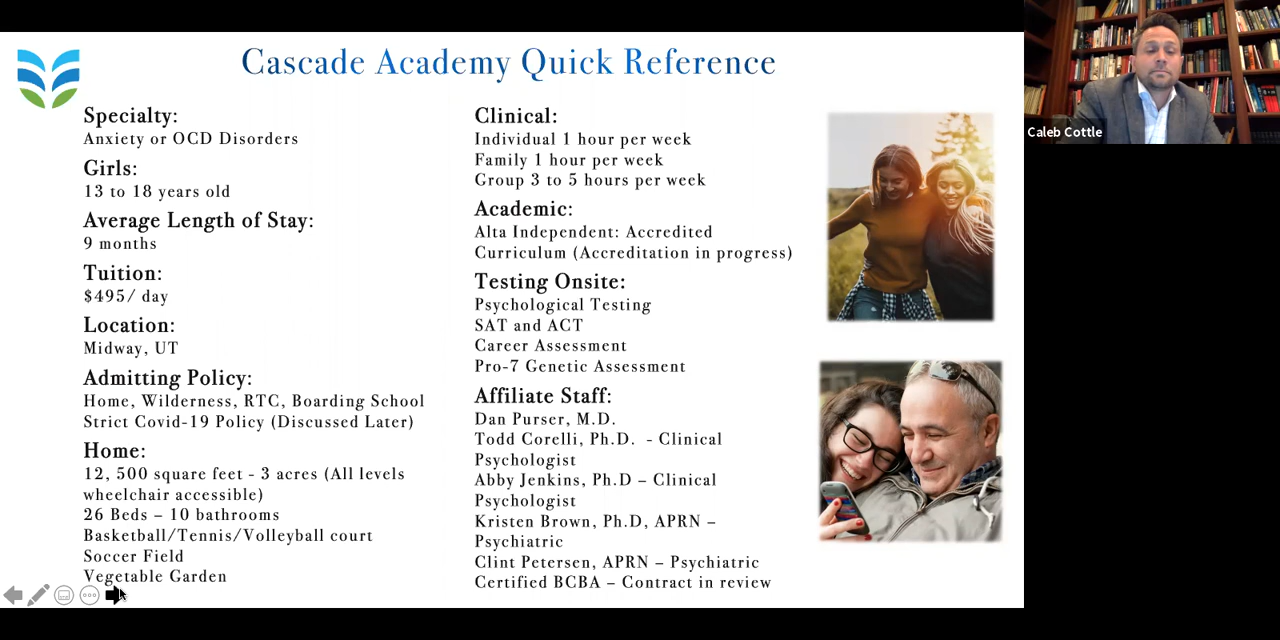 Cascade Academy Quick Reference
Specialty:
Anxiety or OCD Disorders
Girls:
13 to 18 years old
Average Length of Stay:
9 months
Tuition:
$495/ day
Location:
Midway, UT
Admitting Policy:
Home, Wilderness, RTC, Boarding School
Strict Covid-19 Policy (Discussed Later)
Home:
12, 500 square feet - 3 acres (All levels
wheelchair accessible)
26 Beds – 10 bathrooms
Basketball/Tennis/Volleyball court
Soccer Field
Vegetable Garden
Clinical:
Individual 1 hour per week
Family 1 hour per week
Group 3 to 5 hours per week
Academic:
Alta Independent: Accredited
Curriculum (Accreditation in progress)
Testing Onsite:
Psychological Testing
SAT and ACT
Career Assessment
Pro-7 Genetic Assessment
Affiliate Staff:
Dan Purser, M.D.
Todd Corelli, Ph.D.  - Clinical
Psychologist
Abby Jenkins, Ph.D – Clinical
Psychologist
Kristen Brown, Ph.D, APRN –
Psychiatric
Clint Petersen, APRN – Psychiatric
Certified BCBA – Contract in review
Caleb Cottle